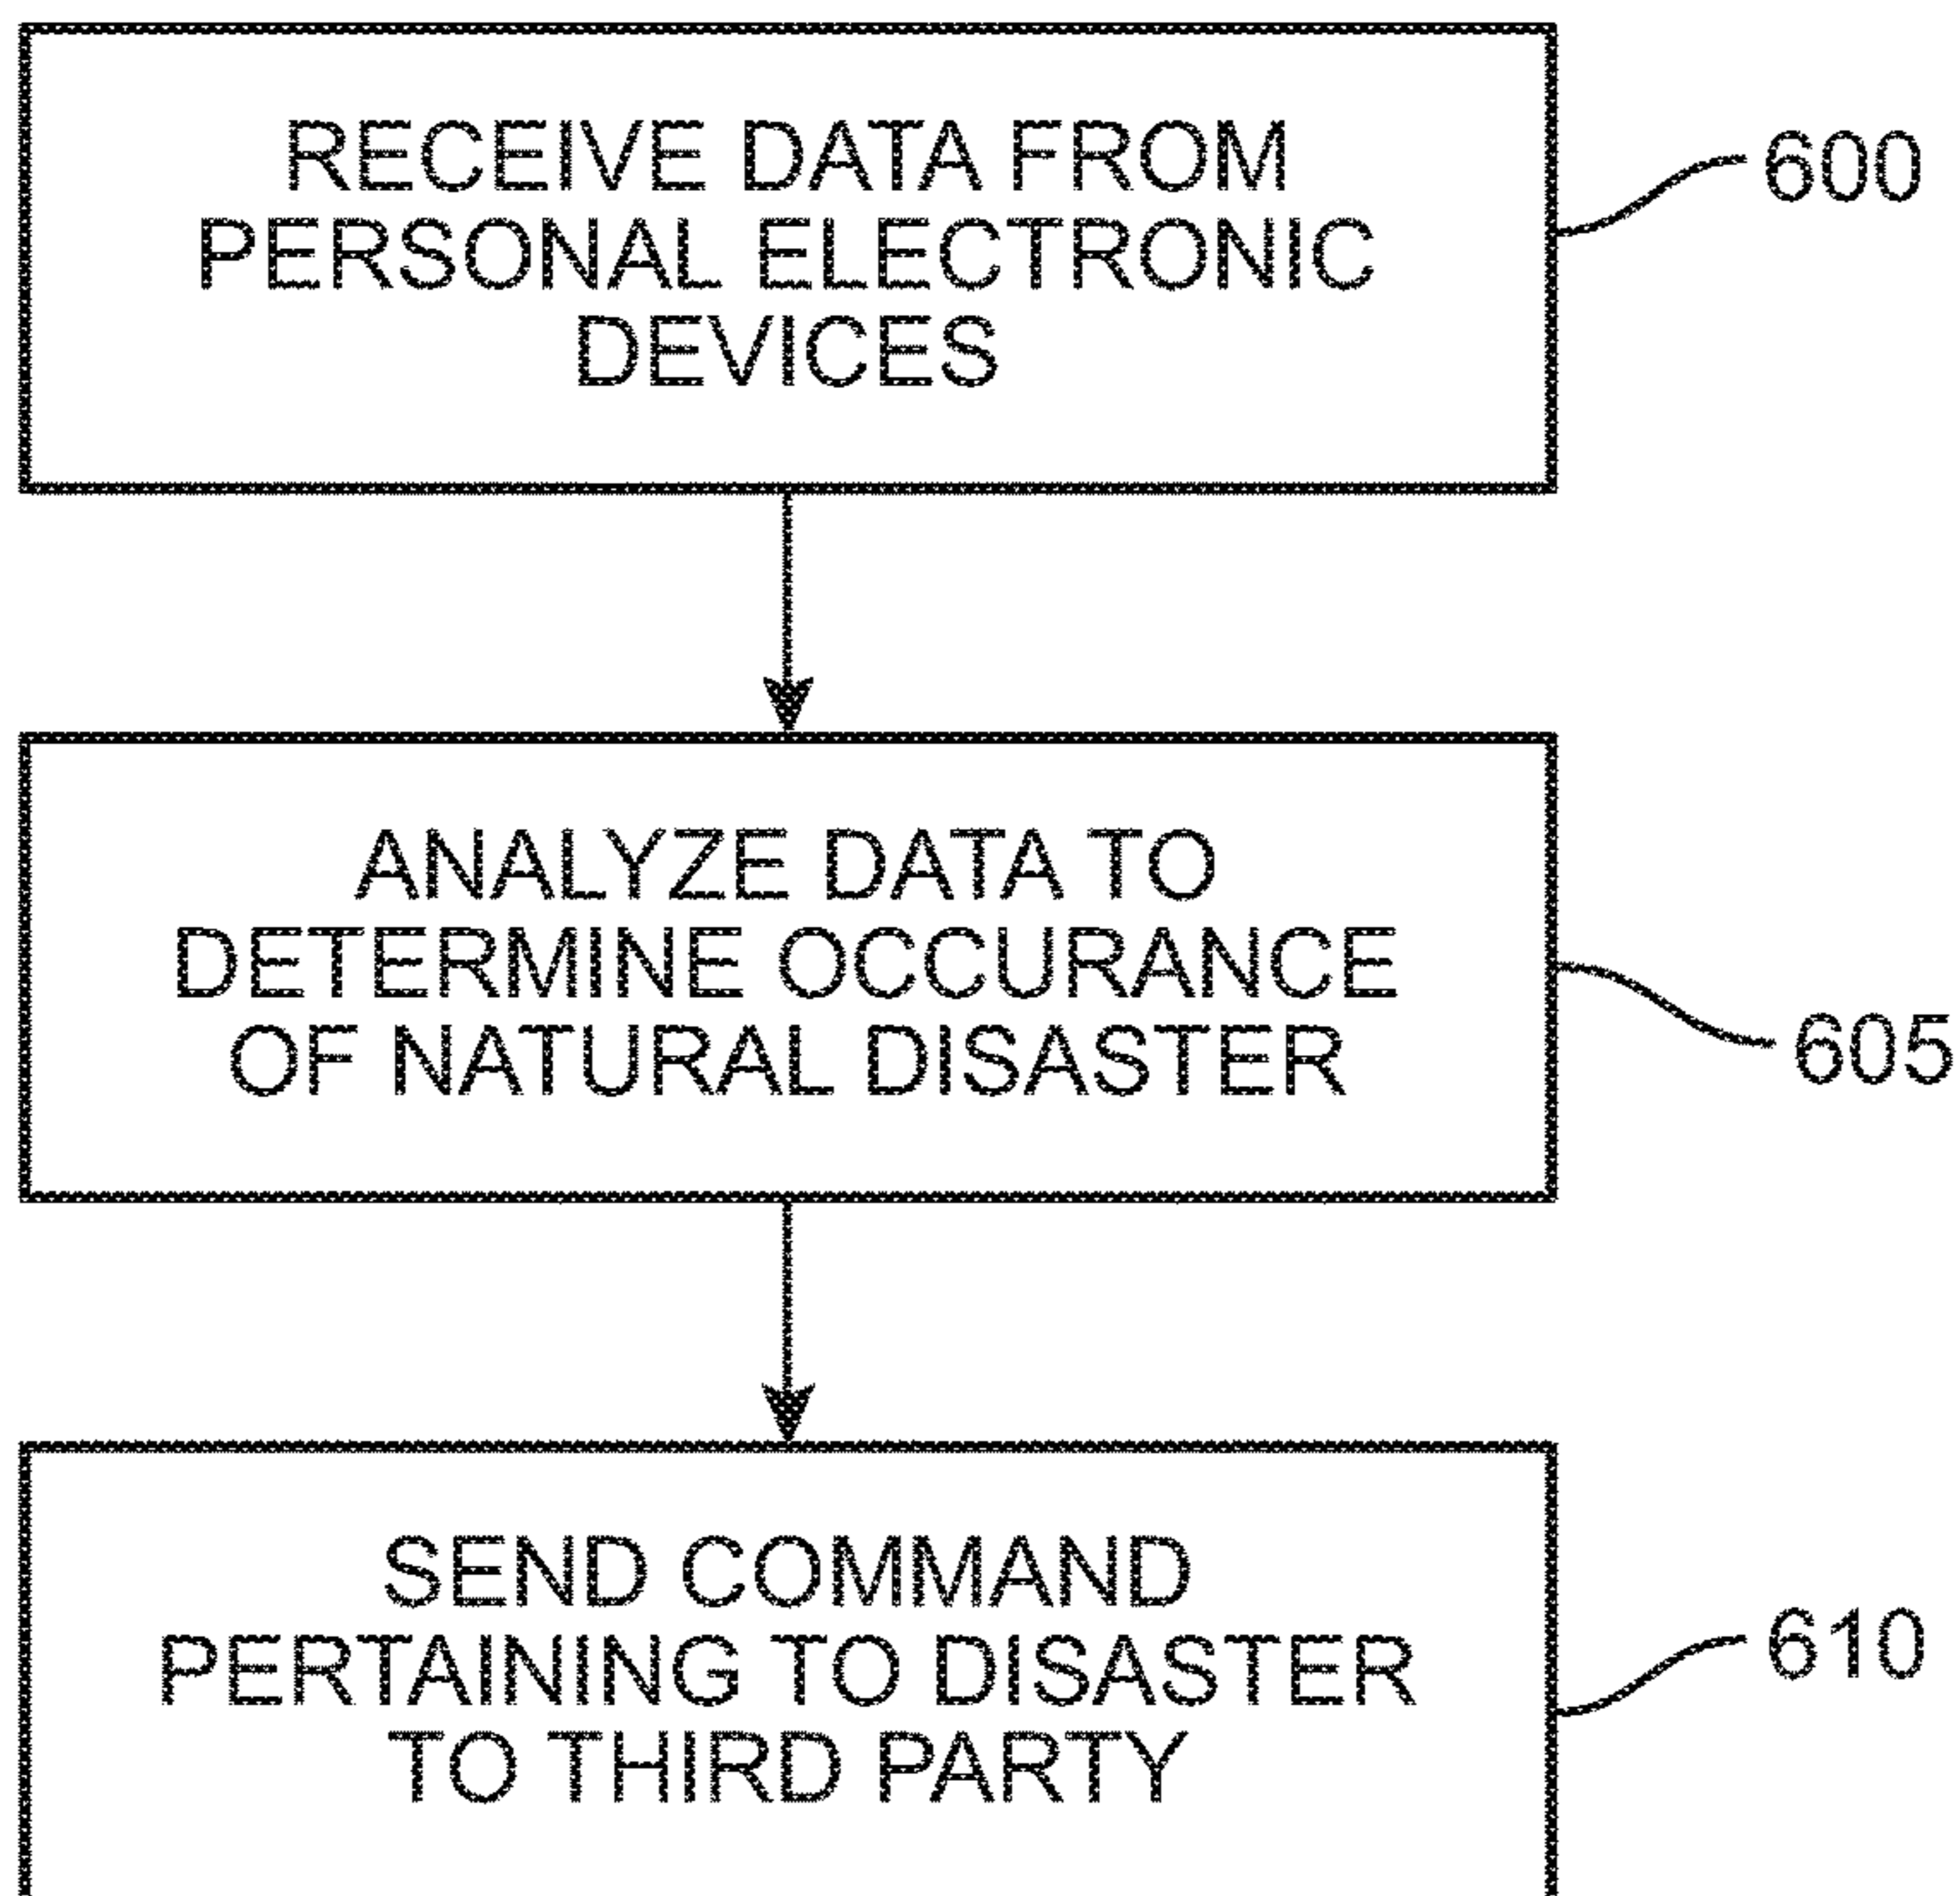 RECEIVE DATA FROM
PERSONAL ELECTRONIC
DEVICES
600
ANALYZE DATA TO
DETERMINE OCCURANCE
OF NATURAL DISASTER
605
SEND COMMAND
PERTAINING TO DISASTER
TO THIRD PARTY
610